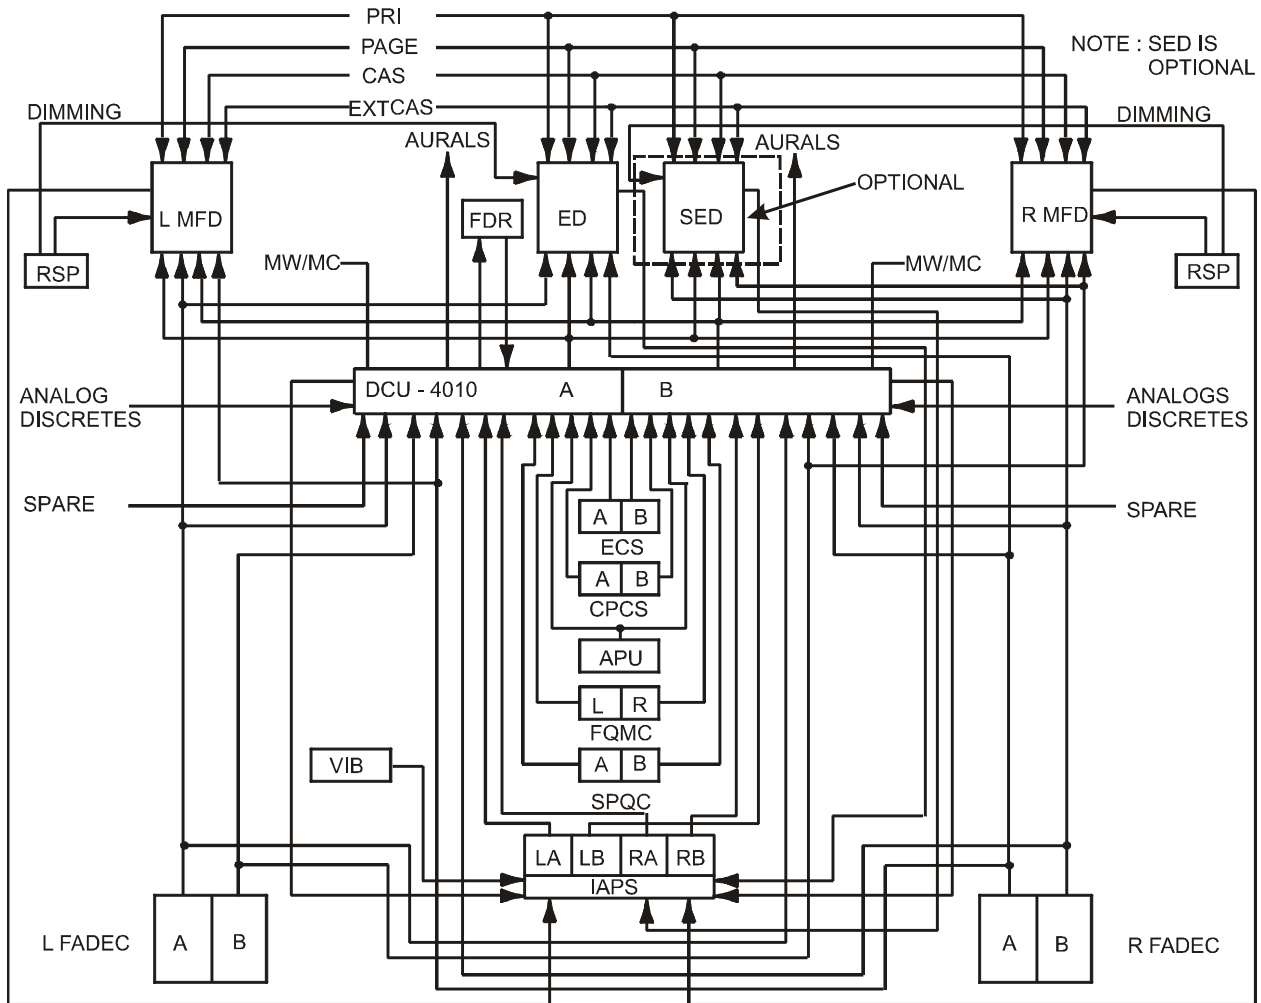 PRI
PAGE
CAS
EXTCAS
NOTE : SED IS
OPTIONAL
DIMMING
DIMMING
AURALS
AURALS
OPTIONAL
L MFD
FDR
ED
SED
R MFD
RSP
RSP
MW/MC
MW/MC
DCU - 4010 A B
ANALOG
DISCRETES
ANALOGS
DISCRETES
SPARE
SPARE
A B
ECS
A B
CPCS
APU
L R
FQMC
VIB
A B
SPQC
LA LB RA RB
IAPS
L FADEC A B
A B R FADEC